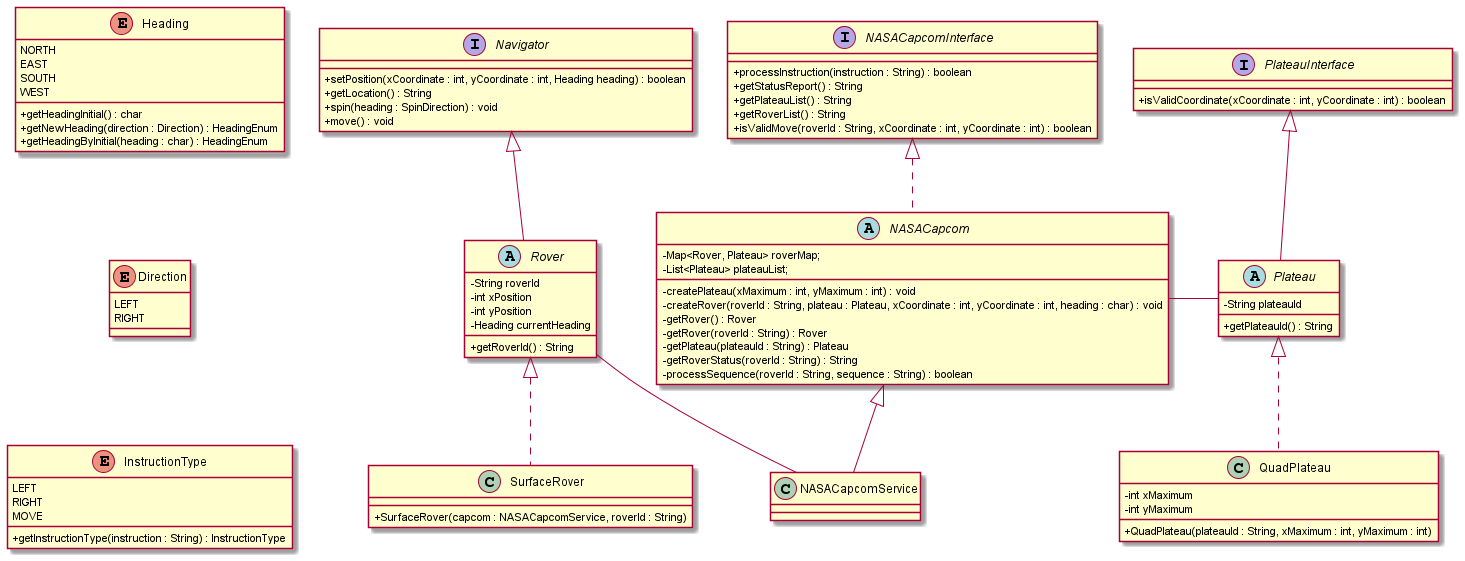 E Heading
NORTH
EAST
SOUTH
WEST
+getHeadingInitial() : char
+getNewHeading(direction : Direction) : HeadingEnum
+getHeadingByInitial(heading : char) : HeadingEnum
I Navigator
+setPosition(xCoordinate : int, yCoordinate : int, Heading heading) : boolean
+getLocation() : String
+spin(heading : SpinDirection) : void
+move() : void
I NASACapcomInterface
+processInstruction(instruction : String) : boolean
+getStatusReport() : String
+getPlateauList() : String
+getRoverList() : String
+isValidMove(roverId : String, xCoordinate : int, yCoordinate : int) : boolean
I PlateauInterface
+isValidCoordinate(xCoordinate : int, yCoordinate : int) : boolean
E Direction
LEFT
RIGHT
A Rover
-String roverId
-int xPosition
-int yPosition
-Heading currentHeading
+getRoverId() : String
A NASACapcom
-Map<Rover, Plateau> roverMap;
-List<Plateau> plateauList;
-createPlateau(xMaximum : int, yMaximum : int) : void
-createRover(roverId : String, plateau : Plateau, xCoordinate : int, yCoordinate : int, heading : char) : void
-getRover() : Rover
-getRover(roverId : String) : Rover
-getPlateau(plateauId : String) : Plateau
-getRoverStatus(roverId : String) : String
-processSequence(roverId : String, sequence : String) : boolean
A Plateau
-String plateauId
+getPlateauId() : String
E InstructionType
LEFT
RIGHT
MOVE
+getInstructionType(instruction : String) : InstructionType
C SurfaceRover
+SurfaceRover(capcom : NASACapcomService, roverId : String)
C NASACapcomService
C QuadPlateau
-int xMaximum
-int yMaximum
+QuadPlateau(plateauId : String, xMaximum : int, yMaximum : int)